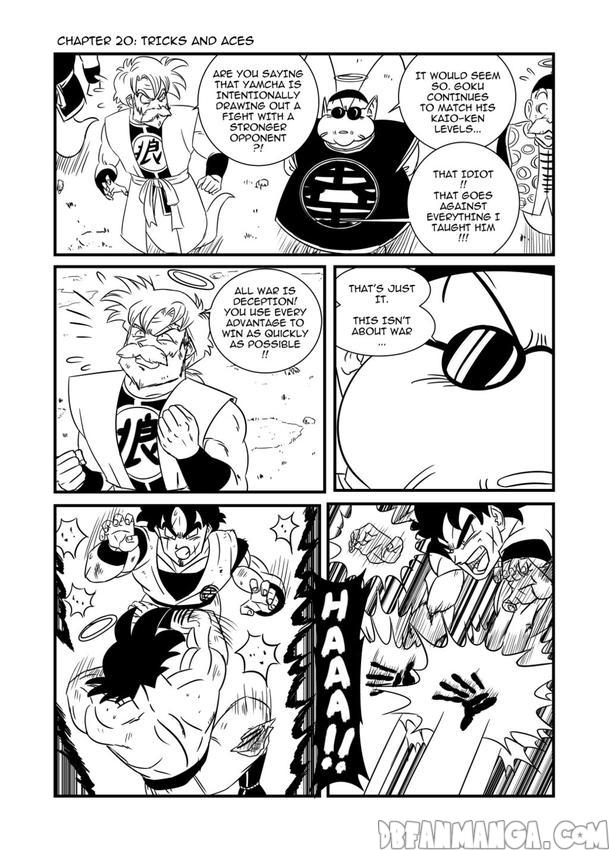 CHAPTER 20: TRICKS AND ACES
ARE YOU SAYING
THAT YAMCHA IS
INTENTIONALLY
DRAWING OUT A
FIGHT WITH A
STRONGER
OPPONENT
?!
IT WOULD SEEM
SO. GOKU
CONTINUES
TO MATCH HIS
KAIO-KEN
LEVELS...
THAT IDIOT
!!
THAT GOES
AGAINST
EVERYTHING I
TAUGHT HIM
!!!
狼
ALL WAR IS
DECEPTION!
YOU USE EVERY
ADVANTAGE TO
WIN AS QUICKLY
AS POSSIBLE
!!
狼
THAT'S JUST
IT.
THIS ISN'T
ABOUT WAR
...
HAAA!!
DBFANMANGA.COM